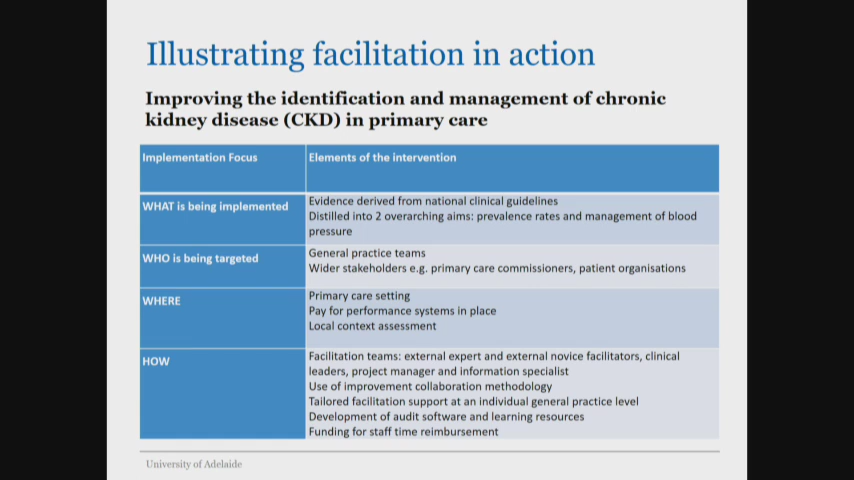 Illustrating facilitation in action
Improving the identification and management of chronic
kidney disease (CKD) in primary care
Implementation Focus
Elements of the intervention
WHAT is being implemented
Evidence derived from national clinical guidelines
Distilled into 2 overarching aims: prevalence rates and management of blood
pressure
WHO is being targeted
General practice teams
Wider stakeholders e.g. primary care commissioners, patient organisations
WHERE
Primary care setting
Pay for performance systems in place
Local context assessment
HOW
Facilitation teams: external expert and external novice facilitators, clinical
leaders, project manager and information specialist
Use of improvement collaboration methodology
Tailored facilitation support at an individual general practice level
Development of audit software and learning resources
Funding for staff time reimbursement
University of Adelaide